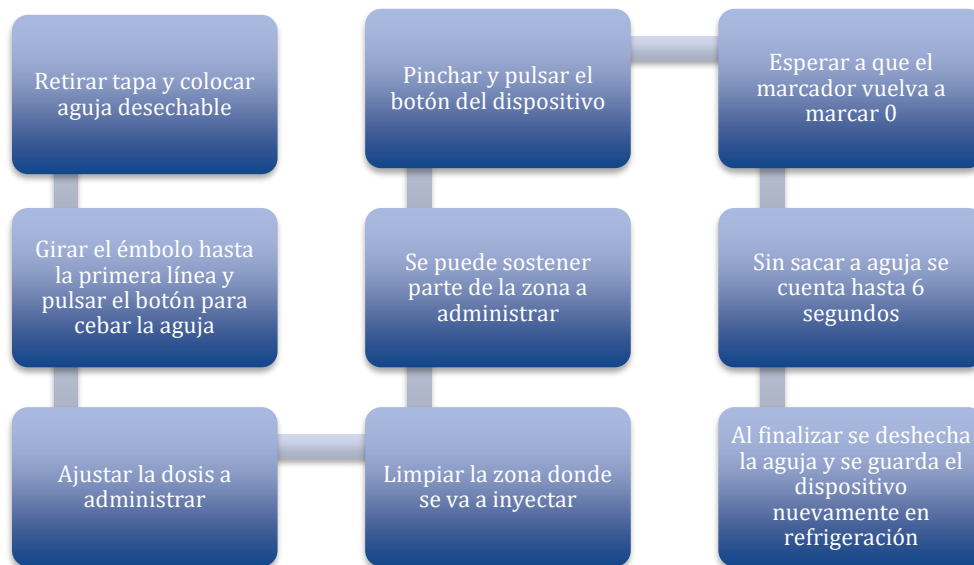 Retirar tapa y colocar
aguja desechable
Girar el émbolo hasta
la primera línea y
pulsar el botón para
cebar la aguja
Ajustar la dosis a
administrar
Limpiar la zona donde
se va a inyectar
Se puede sostener
parte de la zona a
administrar
Pinchar y pulsar el
botón del dispositivo
Esperar a que el
marcador vuelva a
marcar 0
Sin sacar a aguja se
cuenta hasta 6
segundos
Al finalizar se deshecha
la aguja y se guarda el
dispositivo
nuevamente en
refrigeración